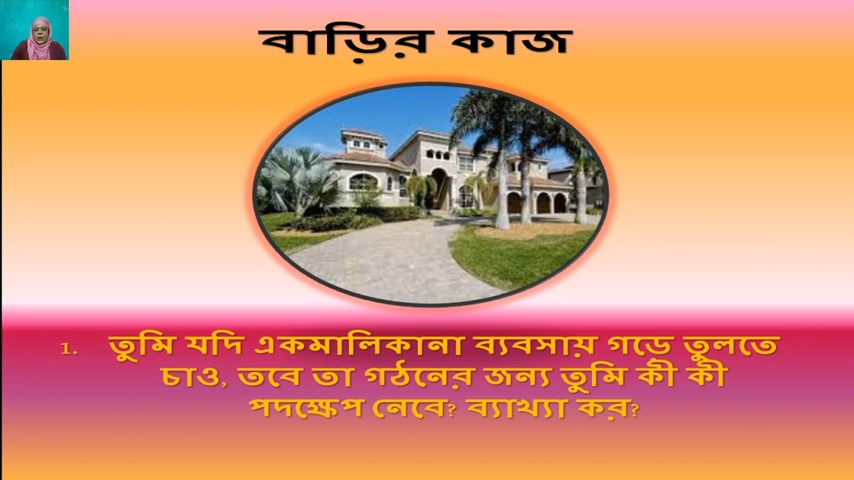 বাড়ির কাজ
1. তুমি যদি একমালিকানা ব্যবসায় গড়ে তুলতে
চাও, তবে তা গঠনের জন্য তুমি কী কী
পদক্ষেপ নেবে? ব্যাখ্যা কর?